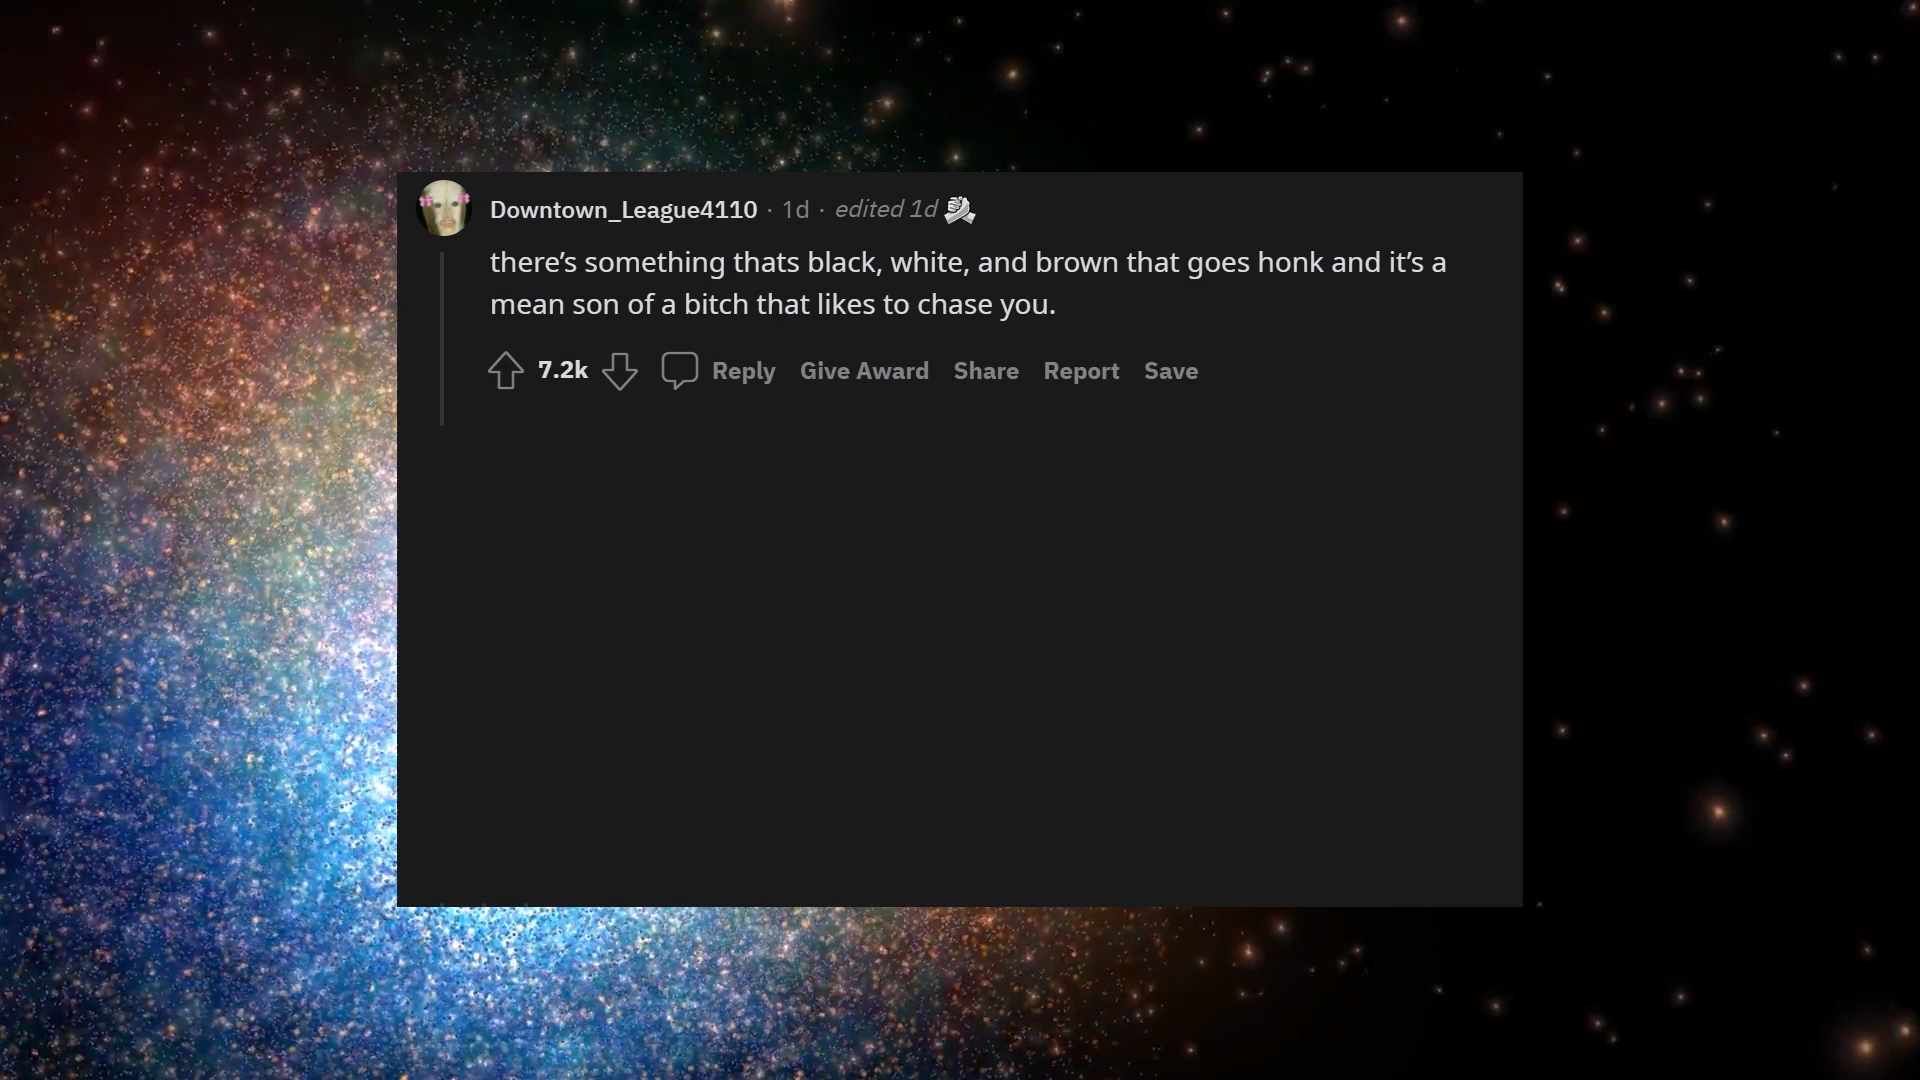 Downtown_League4110 · 1d · edited 1d
there’s something thats black, white, and brown that goes honk and it’s a
mean son of a bitch that likes to chase you.
7.2k Reply Give Award Share Report Save